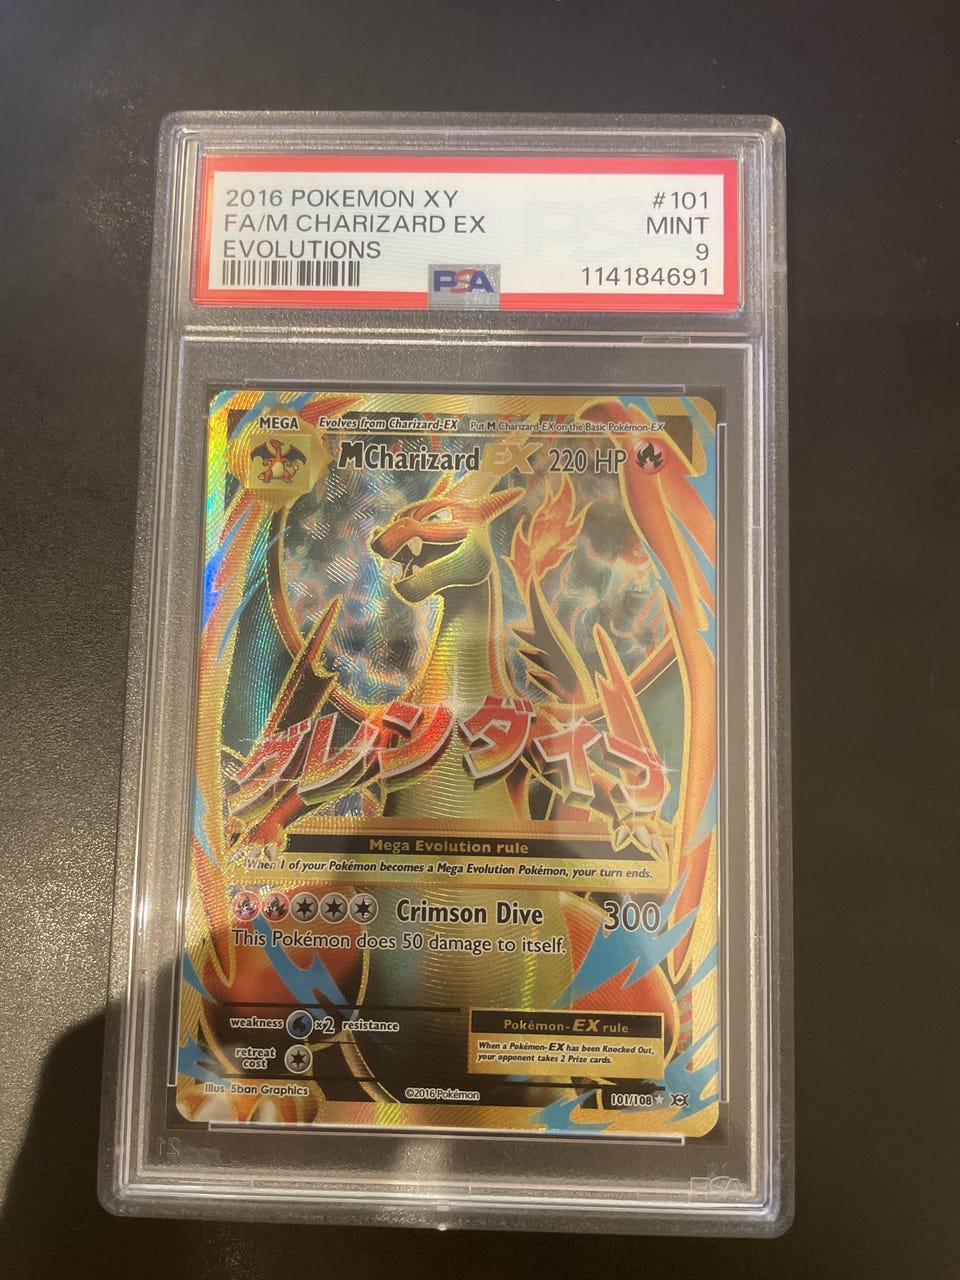 2016 POKEMON XY #101
FA/M CHARIZARD EX MINT
EVOLUTIONS 9
PSA 114184691
MEGA Evolves from Charizard-EX Put M Charizard-EX on the Basic Pokémon-EX
M Charizard EX 220 HP
グレンダイブ
Mega Evolution rule
When 1 of your Pokémon becomes a Mega Evolution Pokémon, your turn ends.
Crimson Dive 300
This Pokémon does 50 damage to itself.
weakness ×2 resistance
retreat
cost
Pokémon-EX rule
When a Pokémon-EX has been Knocked Out,
your opponent takes 2 Prize cards.
Illus. 5ban Graphics ©2016 Pokémon 101/108
PSA